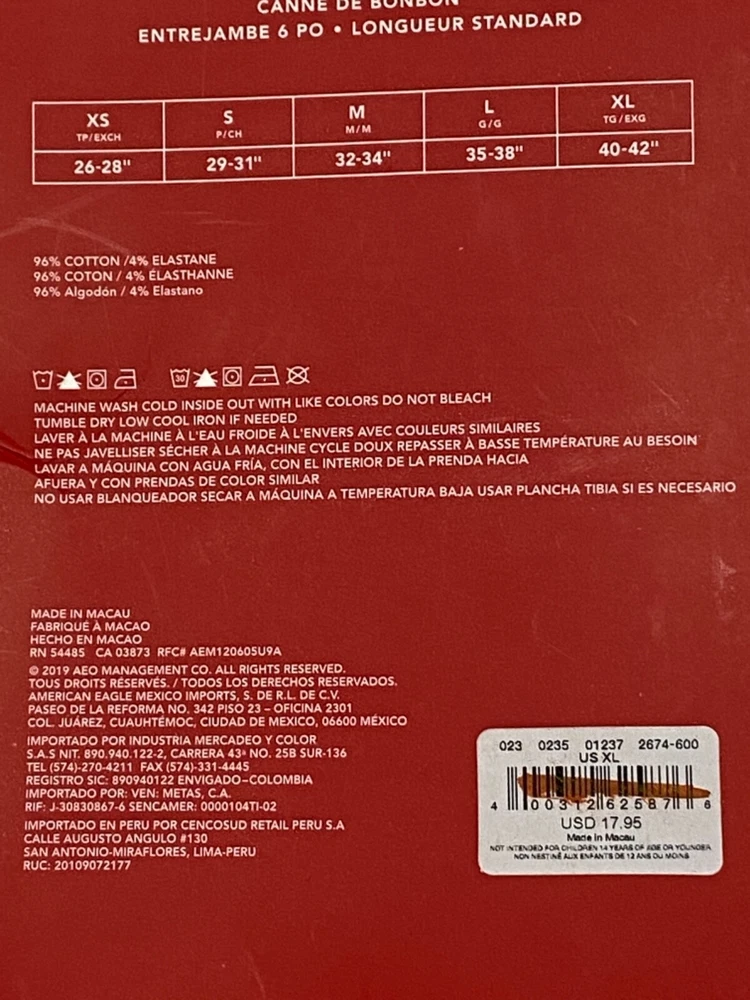 CANNE DE BONBON
ENTREJAMBE 6 PO • LONGUEUR STANDARD
XS S M L XL
TP/EXCH P/CH M/M G/G TG/EXG
26-28" 29-31" 32-34" 35-38" 40-42"
96% COTTON /4% ELASTANE
96% COTON / 4% ÉLASTHANNE
96% Algodón / 4% Elastano
30
MACHINE WASH COLD INSIDE OUT WITH LIKE COLORS DO NOT BLEACH
TUMBLE DRY LOW COOL IRON IF NEEDED
LAVER À LA MACHINE À L'EAU FROIDE À L'ENVERS AVEC COULEURS SIMILAIRES
NE PAS JAVELLISER SÉCHER À LA MACHINE CYCLE DOUX REPASSER À BASSE TEMPÉRATURE AU BESOIN
LAVAR A MÁQUINA CON AGUA FRÍA, CON EL INTERIOR DE LA PRENDA HACIA
AFUERA Y CON PRENDAS DE COLOR SIMILAR
NO USAR BLANQUEADOR SECAR A MÁQUINA A TEMPERATURA BAJA USAR PLANCHA TIBIA SI ES NECESARIO
MADE IN MACAU
FABRIQUÉ À MACAO
HECHO EN MACAO
RN 54485 CA 03873 RFC# AEM120605U9A
© 2019 AEO MANAGEMENT CO. ALL RIGHTS RESERVED.
TOUS DROITS RÉSERVÉS. / TODOS LOS DERECHOS RESERVADOS.
AMERICAN EAGLE MEXICO IMPORTS, S. DE R.L. DE C.V.
PASEO DE LA REFORMA NO. 342 PISO 23 – OFICINA 2301
COL. JUÁREZ, CUAUHTÉMOC, CIUDAD DE MEXICO, 06600 MÉXICO
IMPORTADO POR INDUSTRIA MERCADEO Y COLOR
S.A.S NIT. 890.940.122-2, CARRERA 43ª NO. 25B SUR-136
TEL (574)-270-4211 FAX (574)-331-4445
REGISTRO SIC: 890940122 ENVIGADO–COLOMBIA
IMPORTADO POR: VEN: METAS, C.A.
RIF: J-30830867-6 SENCAMER: 0000104TI-02
IMPORTADO EN PERU POR CENCOSUD RETAIL PERU S.A
CALLE AUGUSTO ANGULO #130
SAN ANTONIO-MIRAFLORES, LIMA-PERU
RUC: 20109072177
023 0235 01237 2674-600
US XL
4 00312 62587 6
USD 17.95
Made in Macau
NOT INTENDED FOR CHILDREN 14 YEARS OF AGE OR YOUNGER
NON NESTINÉ AUX ENFANTS DE 12 ANS OU MOINS